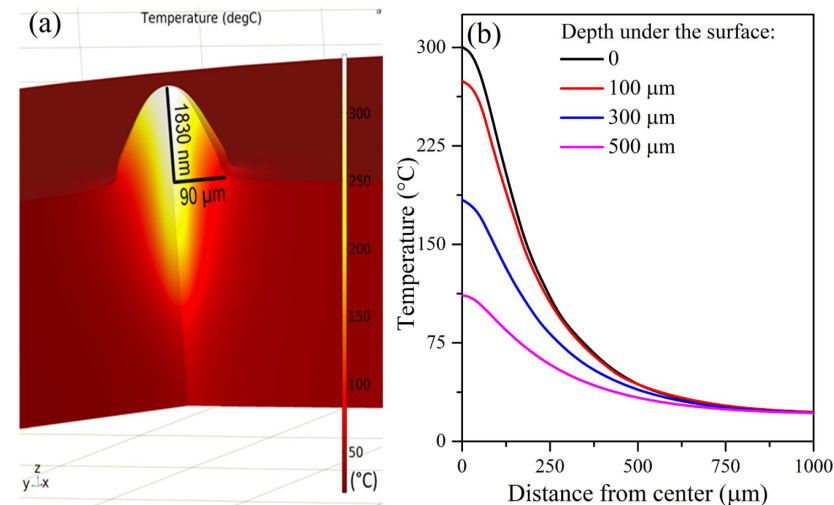 (a)
Temperature (degC)
1830 nm
90 μm
300
250
200
150
100
50
(°C)
z
y x
(b)
Depth under the surface:
0
100 μm
300 μm
500 μm
Temperature (°C)
300
225
150
75
0
0 250 500 750 1000
Distance from center (μm)